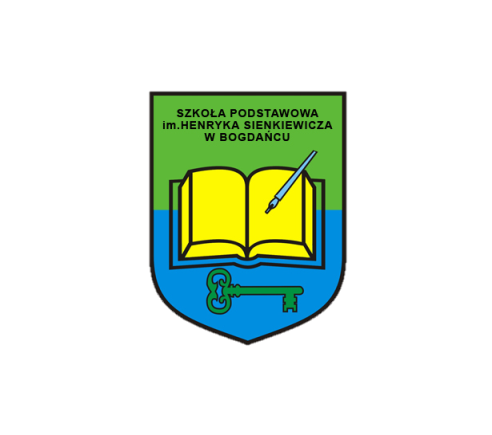 SZKOŁA PODSTAWOWA
im.HENRYKA SIENKIEWICZA
W BOGDAŃCU